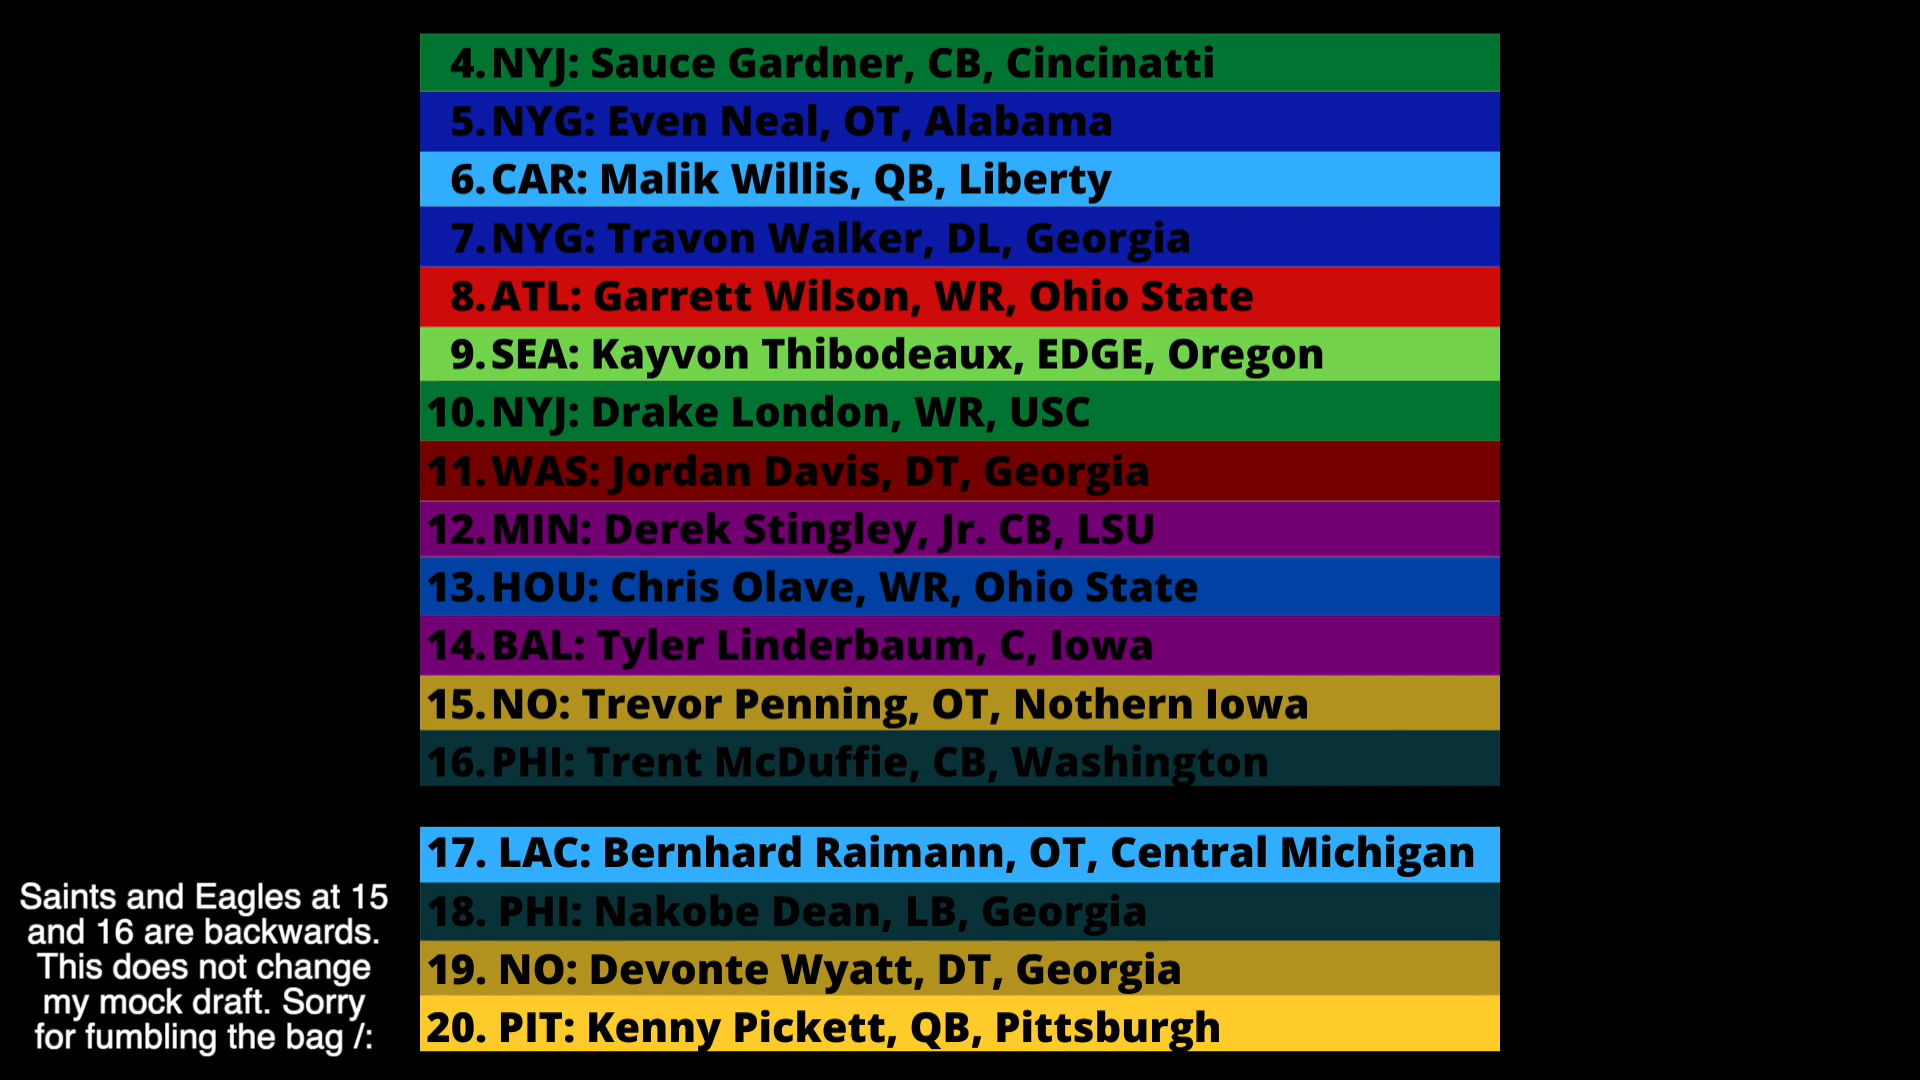 4. NYJ: Sauce Gardner, CB, Cincinatti
5. NYG: Even Neal, OT, Alabama
6. CAR: Malik Willis, QB, Liberty
7. NYG: Travon Walker, DL, Georgia
8. ATL: Garrett Wilson, WR, Ohio State
9. SEA: Kayvon Thibodeaux, EDGE, Oregon
10. NYJ: Drake London, WR, USC
11. WAS: Jordan Davis, DT, Georgia
12. MIN: Derek Stingley, Jr. CB, LSU
13. HOU: Chris Olave, WR, Ohio State
14. BAL: Tyler Linderbaum, C, Iowa
15. NO: Trevor Penning, OT, Nothern Iowa
16. PHI: Trent McDuffie, CB, Washington
17. LAC: Bernhard Raimann, OT, Central Michigan
18. PHI: Nakobe Dean, LB, Georgia
19. NO: Devonte Wyatt, DT, Georgia
20. PIT: Kenny Pickett, QB, Pittsburgh
Saints and Eagles at 15
and 16 are backwards.
This does not change
my mock draft. Sorry
for fumbling the bag /: